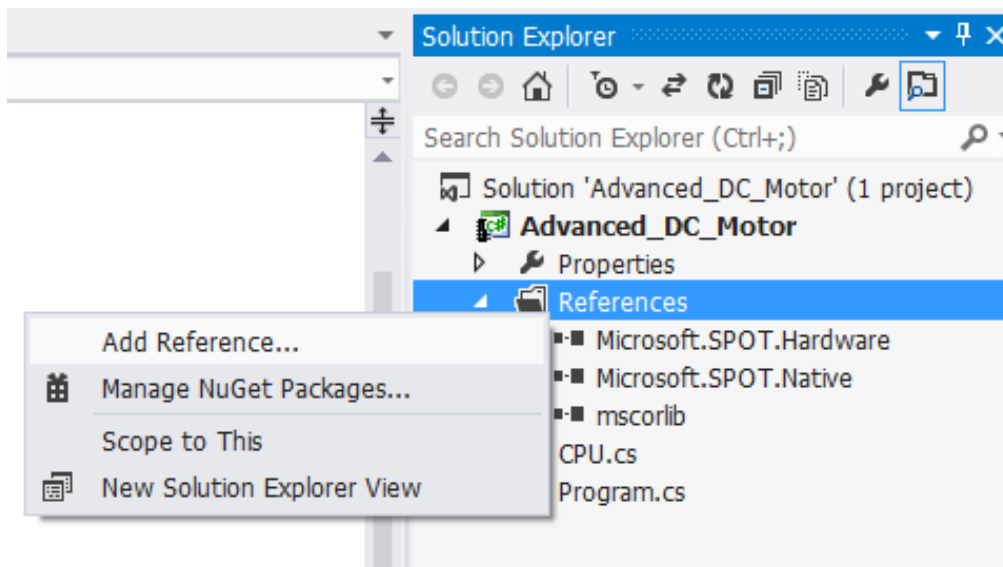 Solution Explorer
Search Solution Explorer (Ctrl+;)
Solution 'Advanced_DC_Motor' (1 project)
C# Advanced_DC_Motor
Properties
References
Add Reference...
Microsoft.SPOT.Hardware
Manage NuGet Packages...
Microsoft.SPOT.Native
mscorlib
Scope to This
CPU.cs
New Solution Explorer View
Program.cs